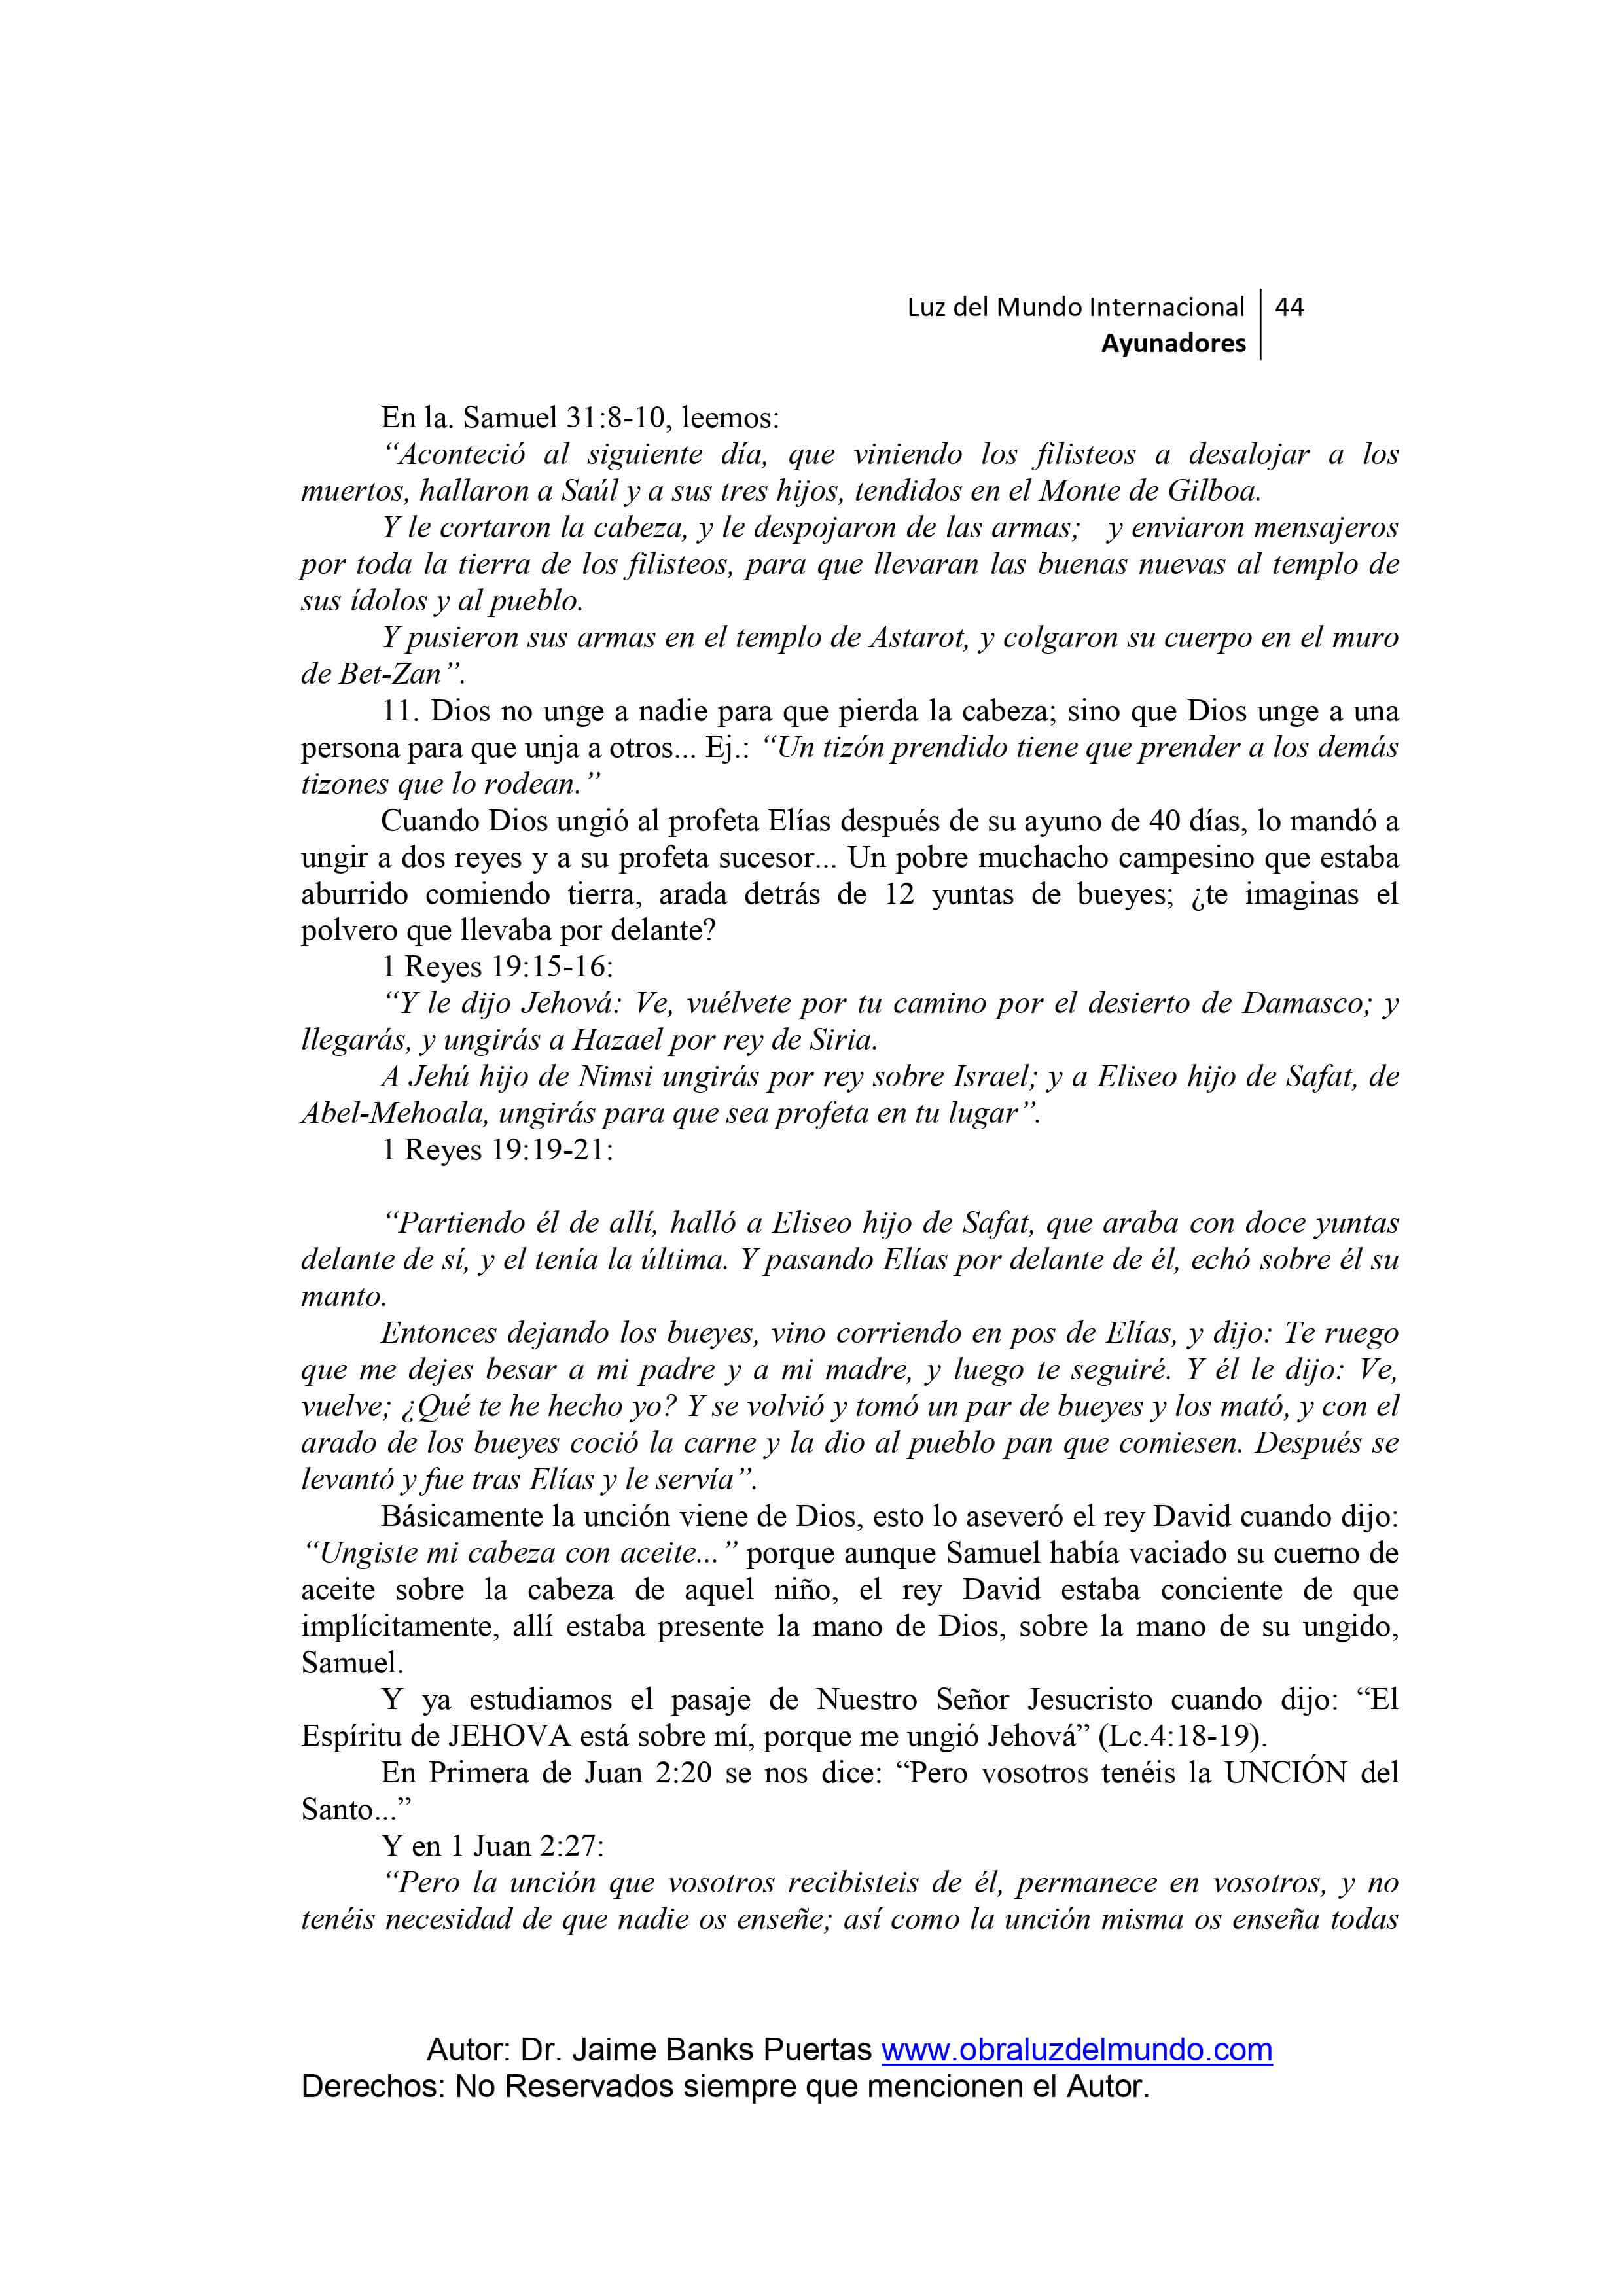 Luz del Mundo Internacional 44
Ayunadores
En la. Samuel 31:8-10, leemos:
“Aconteció al siguiente día, que viniendo los filisteos a desalojar a los
muertos, hallaron a Saúl y a sus tres hijos, tendidos en el Monte de Gilboa.
Y le cortaron la cabeza, y le despojaron de las armas; y enviaron mensajeros
por toda la tierra de los filisteos, para que llevaran las buenas nuevas al templo de
sus ídolos y al pueblo.
Y pusieron sus armas en el templo de Astarot, y colgaron su cuerpo en el muro
de Bet-Zan”.
11. Dios no unge a nadie para que pierda la cabeza; sino que Dios unge a una
persona para que unja a otros... Ej.: “Un tizón prendido tiene que prender a los demás
tizones que lo rodean.”
Cuando Dios ungió al profeta Elías después de su ayuno de 40 días, lo mandó a
ungir a dos reyes y a su profeta sucesor... Un pobre muchacho campesino que estaba
aburrido comiendo tierra, arada detrás de 12 yuntas de bueyes; ¿te imaginas el
polvero que llevaba por delante?
1 Reyes 19:15-16:
“Y le dijo Jehová: Ve, vuélvete por tu camino por el desierto de Damasco; y
llegarás, y ungirás a Hazael por rey de Siria.
A Jehú hijo de Nimsi ungirás por rey sobre Israel; y a Eliseo hijo de Safat, de
Abel-Mehoala, ungirás para que sea profeta en tu lugar”.
1 Reyes 19:19-21:
“Partiendo él de allí, halló a Eliseo hijo de Safat, que araba con doce yuntas
delante de sí, y el tenía la última. Y pasando Elías por delante de él, echó sobre él su
manto.
Entonces dejando los bueyes, vino corriendo en pos de Elías, y dijo: Te ruego
que me dejes besar a mi padre y a mi madre, y luego te seguiré. Y él le dijo: Ve,
vuelve; ¿Qué te he hecho yo? Y se volvió y tomó un par de bueyes y los mató, y con el
arado de los bueyes coció la carne y la dio al pueblo pan que comiesen. Después se
levantó y fue tras Elías y le servía”.
Básicamente la unción viene de Dios, esto lo aseveró el rey David cuando dijo:
“Ungiste mi cabeza con aceite...” porque aunque Samuel había vaciado su cuerno de
aceite sobre la cabeza de aquel niño, el rey David estaba conciente de que
implícitamente, allí estaba presente la mano de Dios, sobre la mano de su ungido,
Samuel.
Y ya estudiamos el pasaje de Nuestro Señor Jesucristo cuando dijo: “El
Espíritu de JEHOVA está sobre mí, porque me ungió Jehová” (Lc.4:18-19).
En Primera de Juan 2:20 se nos dice: “Pero vosotros tenéis la UNCIÓN del
Santo...”
Y en 1 Juan 2:27:
“Pero la unción que vosotros recibisteis de él, permanece en vosotros, y no
tenéis necesidad de que nadie os enseñe; así como la unción misma os enseña todas
Autor: Dr. Jaime Banks Puertas www.obraluzdelmundo.com
Derechos: No Reservados siempre que mencionen el Autor.